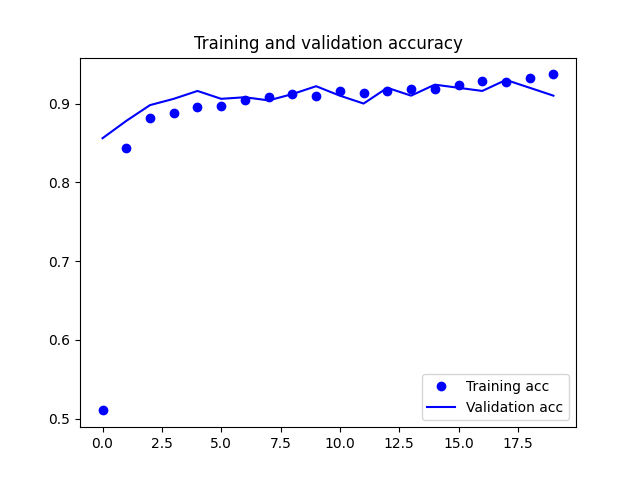 Training and validation accuracy
0.9
0.8
0.7
0.6
0.5
0.0 2.5 5.0 7.5 10.0 12.5 15.0 17.5
Training acc
Validation acc